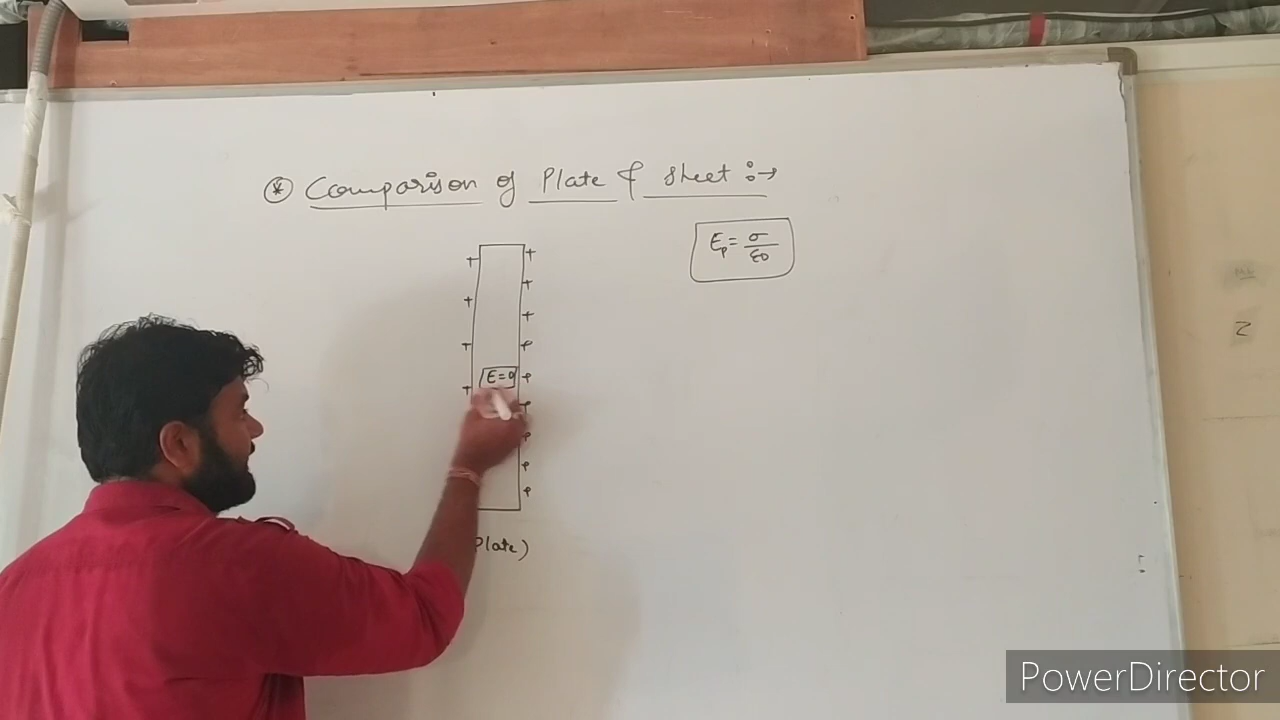 * Comparison of Plate & Sheet :→
Ep = σ/ε0
E=0
Plate)
PowerDirector